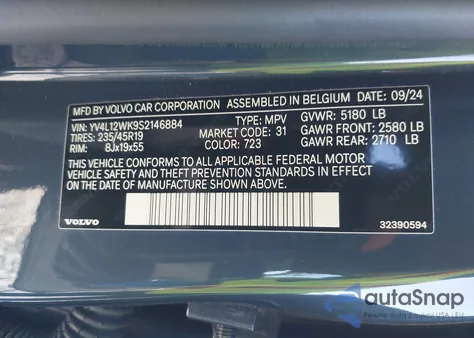 MFD BY VOLVO CAR CORPORATION ASSEMBLED IN BELGIUM DATE: 09/24
VIN: YV4L12WK9S2146884 TYPE: MPV GVWR: 5180 LB
TIRES: 235/45R19 MARKET CODE: 31 GAWR FRONT: 2580 LB
RIM: 8Jx19x55 COLOR: 723 GAWR REAR: 2710 LB
THIS VEHICLE CONFORMS TO ALL APPLICABLE FEDERAL MOTOR
VEHICLE SAFETY AND THEFT PREVENTION STANDARDS IN EFFECT
ON THE DATE OF MANUFACTURE SHOWN ABOVE.
VOLVO
32390594
autoSnap